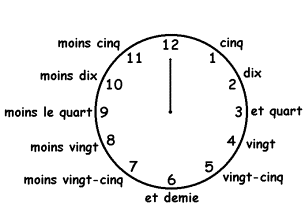 moins cinq 12 cinq
11 1
moins dix 10 2 dix
moins le quart 9 3 et quart
moins vingt 8 4 vingt
moins vingt-cinq 7 5 vingt-cinq
6
et demie